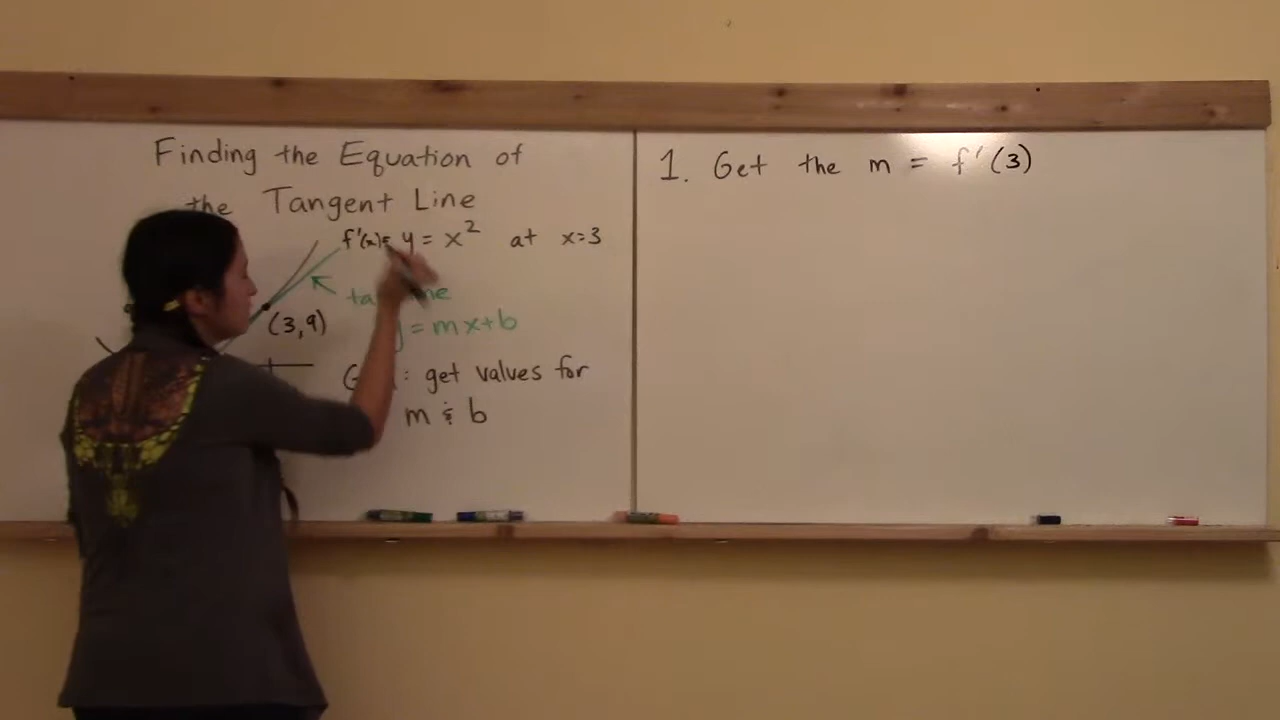 Finding the Equation of
the Tangent Line
f'(x)= y = x² at x=3
(3,9)
= mx+b
: get values for
m & b
1. Get the m = f'(3)